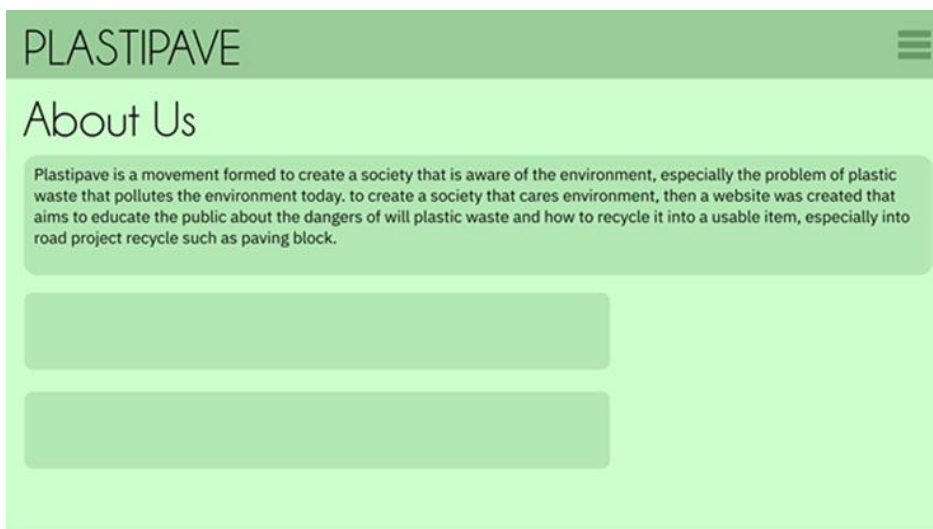 PLASTIPAVE
About Us
Plastipave is a movement formed to create a society that is aware of the environment, especially the problem of plastic
waste that pollutes the environment today. to create a society that cares environment, then a website was created that
aims to educate the public about the dangers of will plastic waste and how to recycle it into a usable item, especially into
road project recycle such as paving block.